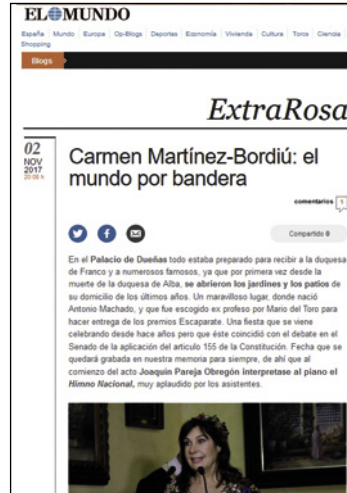 EL MUNDO
España Mundo Europa Op-Blogs Deportes Economía Vivienda Cultura Toros Ciencia
Shopping
Blogs
ExtraRosa
02
NOV
2017
20:06 h
Carmen Martínez-Bordiú: el
mundo por bandera
comentarios 1
Compartido 0
En el Palacio de Dueñas todo estaba preparado para recibir a la duquesa
de Franco y a numerosos famosos, ya que por primera vez desde la
muerte de la duquesa de Alba, se abrieron los jardines y los patios de
su domicilio de los últimos años. Un maravilloso lugar, donde nació
Antonio Machado, y que fue escogido ex profeso por Mario del Toro para
hacer entrega de los premios Escaparate. Una fiesta que se viene
celebrando desde hace años pero que éste coincidió con el debate en el
Senado de la aplicación del articulo 155 de la Constitución. Fecha que se
quedará grabada en nuestra memoria para siempre, de ahí que al
comienzo del acto Joaquín Pareja Obregón interpretase al piano el
Himno Nacional, muy aplaudido por los asistentes.